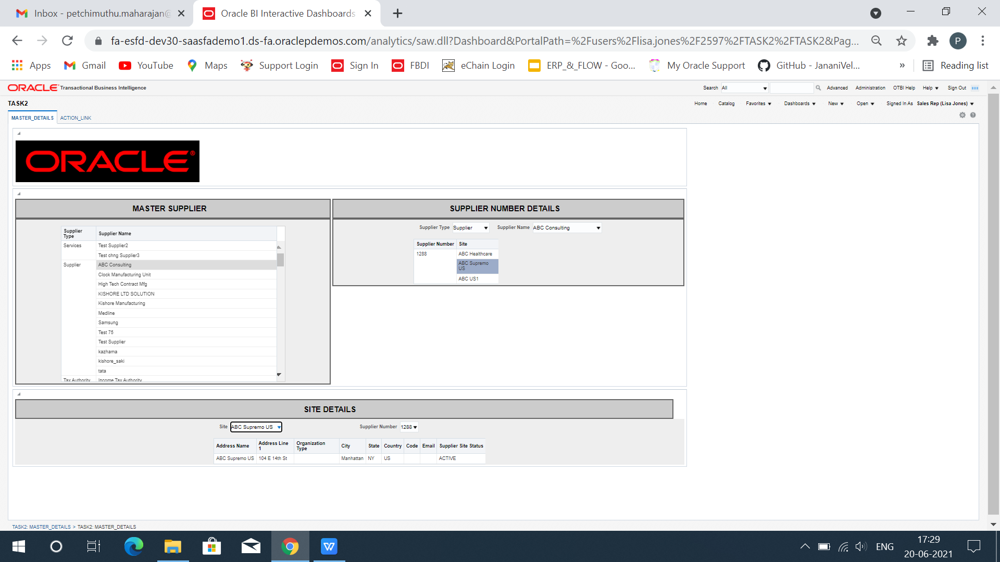 Inbox - petchimuthu.maharajan@
Oracle BI Interactive Dashboards
fa-esfd-dev30-saasfademo1.ds-fa.oraclepdemos.com/analytics/saw.dll?Dashboard&PortalPath=%2Fusers%2Flisa.jones%2F2597%2FTASK2%2FTASK2&Pag...
P
Apps Gmail YouTube Maps Support Login Sign In FBDI eChain Login ERP_&_FLOW - Goo... My Oracle Support GitHub - JananiVel... » Reading list
ORACLE Transactional Business Intelligence
Search All Advanced Administration OTBI Help Help Sign Out
TASK2
Home Catalog Favorites Dashboards New Open Signed In As Sales Rep (Lisa Jones)
MASTER_DETAILS ACTION_LINK
ORACLE®
MASTER SUPPLIER
Supplier Type Supplier Name
Services Test Supplier2
Test chng Supplier3
Supplier ABC Consulting
Clock Manufacturing Unit
High Tech Contract Mfg
KISHORE LTD SOLUTION
Kishore Manufacturing
Medline
Samsung
Test 75
Test Supplier
kazhama
kishore_saki
tata
Tax Authority Income Tax Authority
SUPPLIER NUMBER DETAILS
Supplier Type Supplier Supplier Name ABC Consulting
Supplier Number Site
1288 ABC Healthcare
ABC Supremo
US
ABC US1
SITE DETAILS
Site ABC Supremo US Supplier Number 1288
Address Name Address Line 1 Organization Type City State Country Code Email Supplier Site Status
ABC Supremo US 104 E 14th St Manhattan NY US ACTIVE
TASK2: MASTER_DETAILS > TASK2: MASTER_DETAILS
W
ENG
17:29
20-06-2021